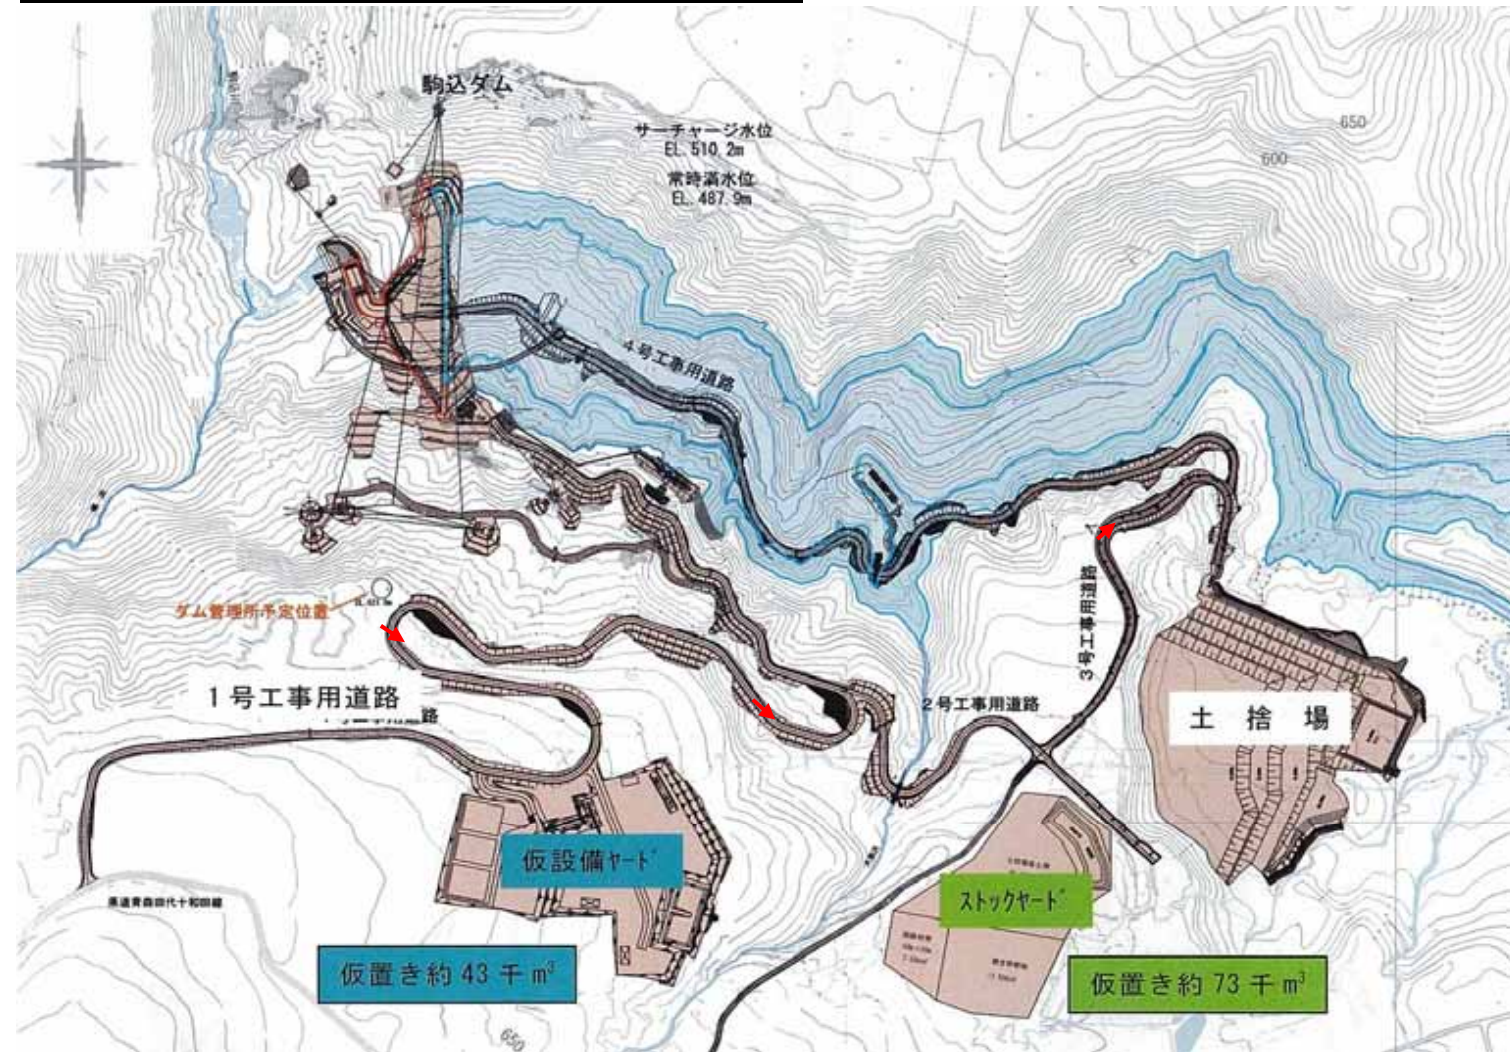 駒込ダム
サーチャージ水位
EL. 510.2m
常時満水位
EL. 487.9m
650
600
4号工事用道路
ダム管理所予定位置
1号工事用道路
2号工事用道路
3号工事用道路
土捨場
仮設備ヤード
ストックヤード
県道青森田代十和田線
仮置き約 43 千 m³
仮置き約 73 千 m³
650